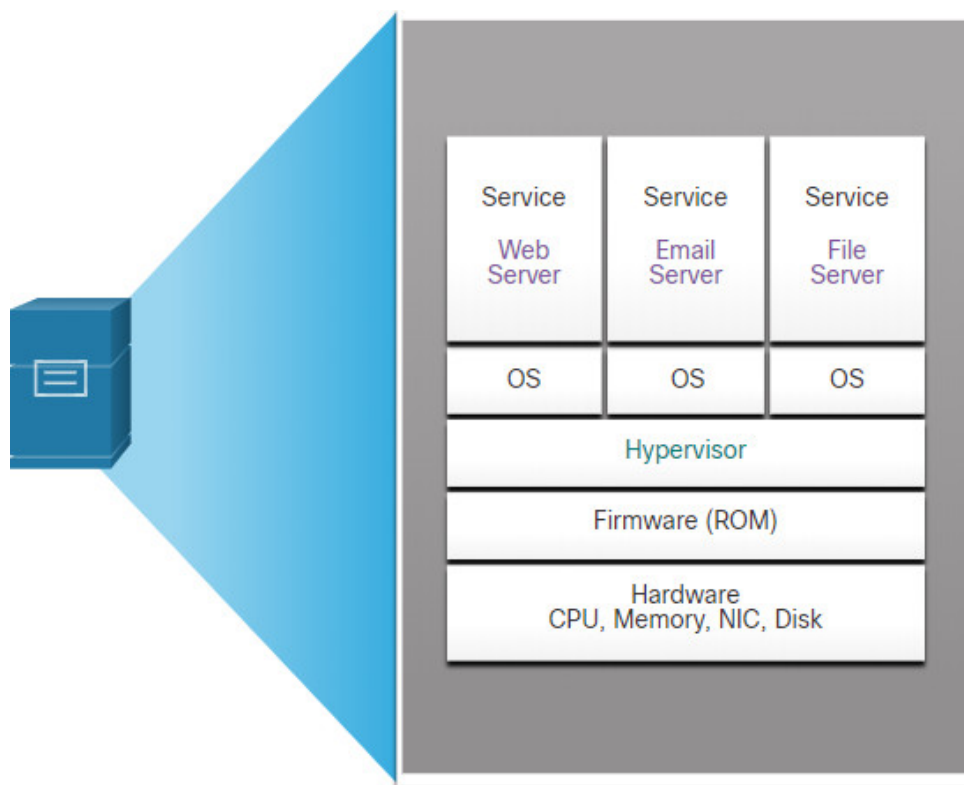 Service
Web
Server
Service
Email
Server
Service
File
Server
OS
OS
OS
Hypervisor
Firmware (ROM)
Hardware
CPU, Memory, NIC, Disk